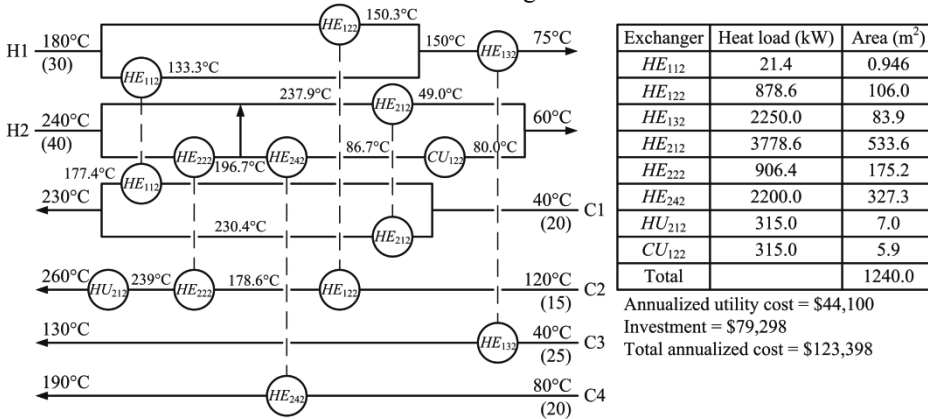 HE122 150.3°C
H1 180°C (30) 150°C HE132 75°C
HE112 133.3°C
237.9°C HE212 49.0°C
H2 240°C (40) 60°C
HE222 196.7°C HE242 86.7°C CU122 80.0°C
177.4°C HE112
230°C 40°C C1 (20)
230.4°C HE212
260°C HU212 239°C HE222 178.6°C HE122 120°C C2 (15)
130°C HE132 40°C C3 (25)
190°C HE242 80°C C4 (20)
Exchanger Heat load (kW) Area (m²)
HE112 21.4 0.946
HE122 878.6 106.0
HE132 2250.0 83.9
HE212 3778.6 533.6
HE222 906.4 175.2
HE242 2200.0 327.3
HU212 315.0 7.0
CU122 315.0 5.9
Total 1240.0
Annualized utility cost = $44,100
Investment = $79,298
Total annualized cost = $123,398